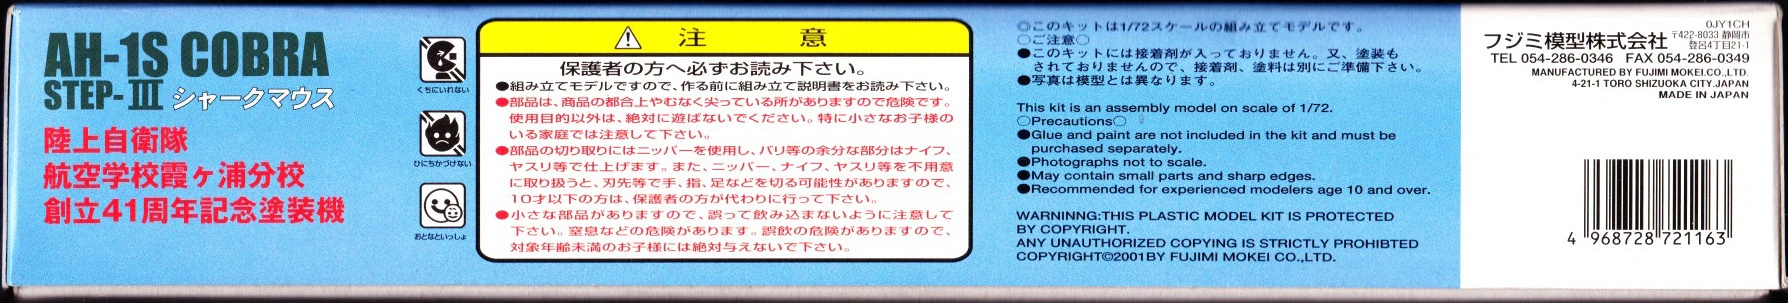 AH-1S COBRA
STEP-III シャークマウス
陸上自衛隊
航空学校霞ヶ浦分校
創立41周年記念塗装機
くちにいれない
ひにちかづけない
おとなといっしょ
注 意
保護者の方へ必ずお読み下さい。
●組み立てモデルですので、作る前に組み立て説明書をお読み下さい。
●部品は、商品の都合上やむなく尖っている所がありますので危険です。
使用目的以外は、絶対に遊ばないでください。特に小さなお子様の
いる家庭では注意して下さい。
●部品の切り取りにはニッパーを使用し、バリ等の余分な部分はナイフ、
ヤスリ等で仕上げます。また、ニッパー、ナイフ、ヤスリ等を不用意
に取り扱うと、刃先等で手、指、足などを切る可能性がありますので、
10才以下の方は、保護者の方が代わりに行って下さい。
●小さな部品がありますので、誤って飲み込まないように注意して
下さい。窒息などの危険があります。誤飲の危険がありますので、
対象年齢未満のお子様には絶対与えないで下さい。
○このキットは1/72スケールの組み立てモデルです。
○ご注意○
●このキットには接着剤が入っておりません。又、塗装も
されておりませんので、接着剤、塗料は別にご準備下さい。
●写真は模型とは異なります。
This kit is an assembly model on scale of 1/72.
○Precautions○
●Glue and paint are not included in the kit and must be
purchased separately.
●Photographs not to scale.
●May contain small parts and sharp edges.
●Recommended for experienced modelers age 10 and over.
WARNINNG:THIS PLASTIC MODEL KIT IS PROTECTED
BY COPYRIGHT.
ANY UNAUTHORIZED COPYING IS STRICTLY PROHIBTED
COPYRIGHT©2001BY FUJIMI MOKEI CO.,LTD.
0JY1CH
フジミ模型株式会社 〒422-8033 静岡市
登呂4丁目21-1
TEL 054-286-0346 FAX 054-286-0349
MANUFACTURED BY FUJIMI MOKEI.CO.,LTD.
4-21-1 TORO SHIZUOKA CITY.JAPAN
MADE IN JAPAN
4 968728 721163